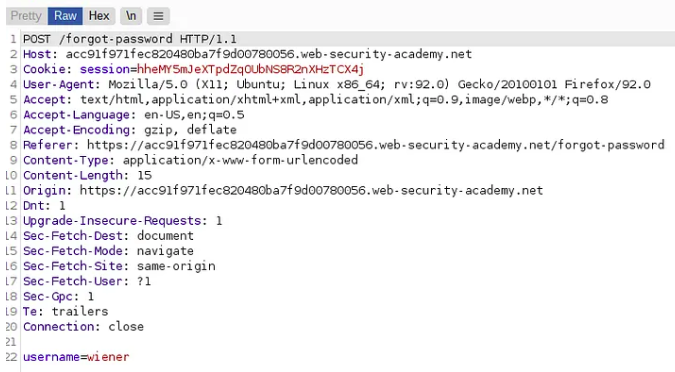 Pretty Raw Hex \n ≡
1 POST /forgot-password HTTP/1.1
2 Host: acc91f971fec820480ba7f9d00780056.web-security-academy.net
3 Cookie: session=hheMY5mJeXTpdZqOUbNS8R2nXHzTCX4j
4 User-Agent: Mozilla/5.0 (X11; Ubuntu; Linux x86_64; rv:92.0) Gecko/20100101 Firefox/92.0
5 Accept: text/html,application/xhtml+xml,application/xml;q=0.9,image/webp,*/*;q=0.8
6 Accept-Language: en-US,en;q=0.5
7 Accept-Encoding: gzip, deflate
8 Referer: https://acc91f971fec820480ba7f9d00780056.web-security-academy.net/forgot-password
9 Content-Type: application/x-www-form-urlencoded
10 Content-Length: 15
11 Origin: https://acc91f971fec820480ba7f9d00780056.web-security-academy.net
12 Dnt: 1
13 Upgrade-Insecure-Requests: 1
14 Sec-Fetch-Dest: document
15 Sec-Fetch-Mode: navigate
16 Sec-Fetch-Site: same-origin
17 Sec-Fetch-User: ?1
18 Sec-Gpc: 1
19 Te: trailers
20 Connection: close
21
22 username=wiener